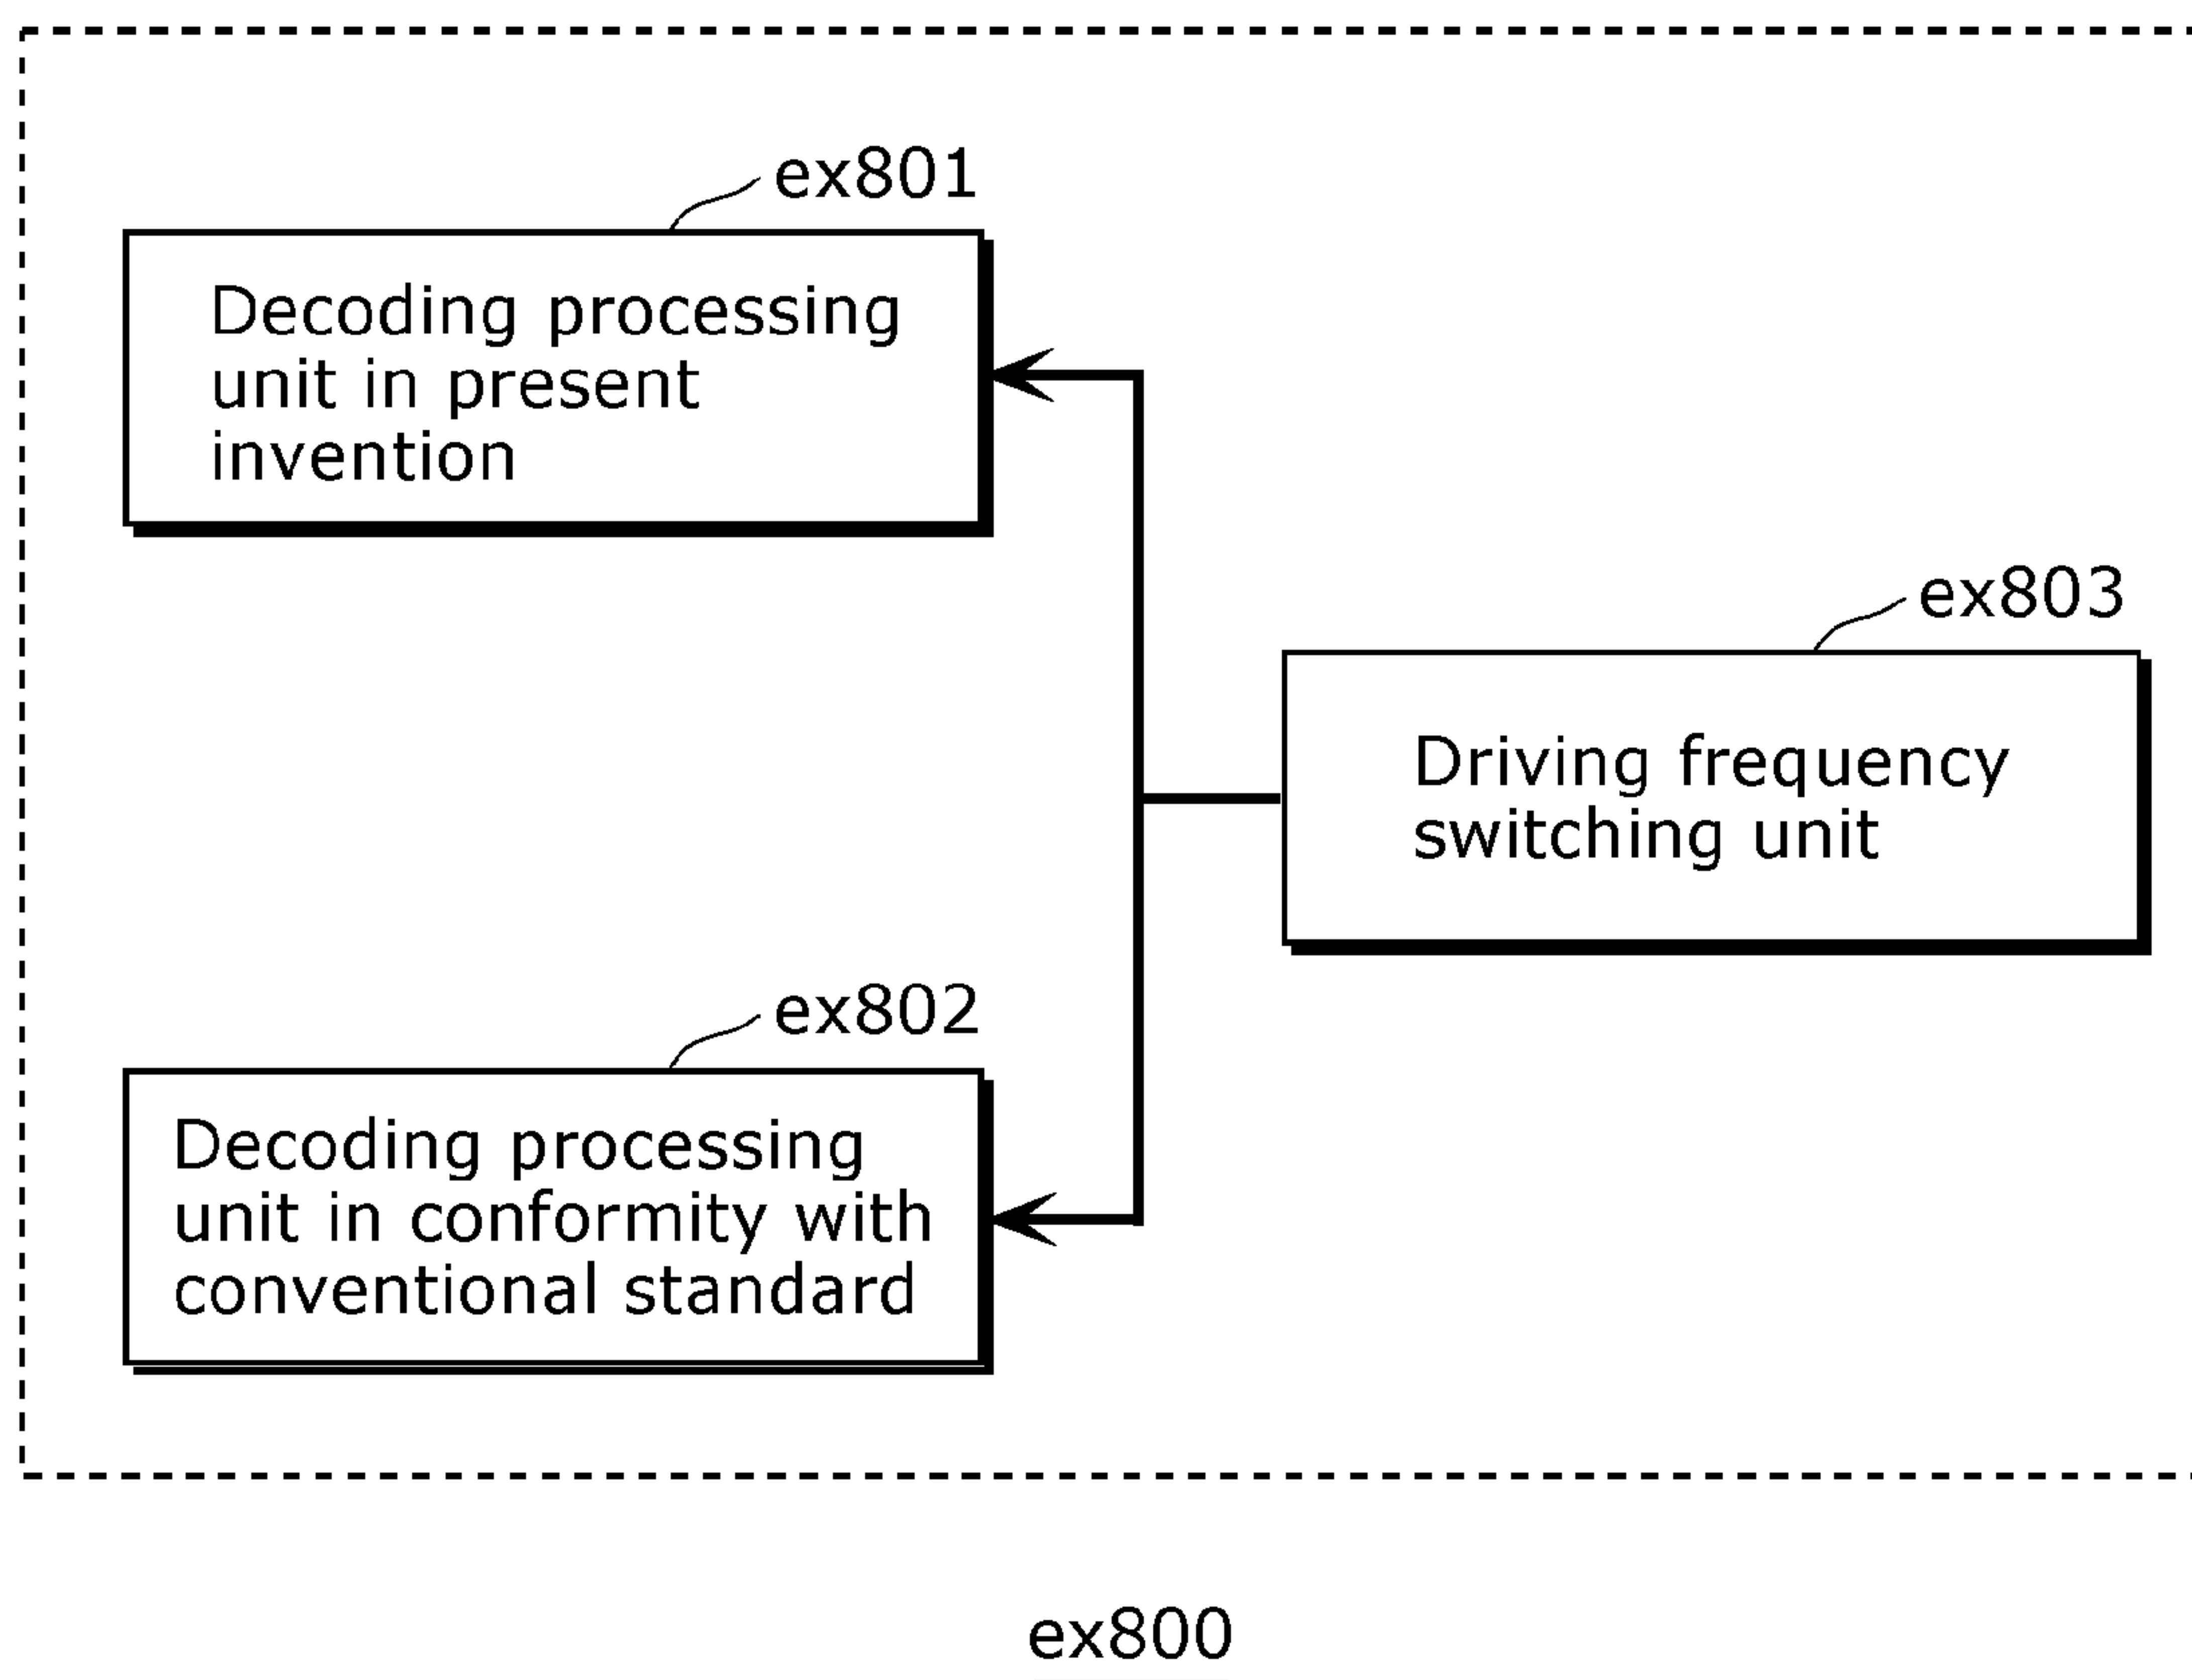 ex801
Decoding processing
unit in present
invention
ex803
Driving frequency
switching unit
ex802
Decoding processing
unit in conformity with
conventional standard
ex800